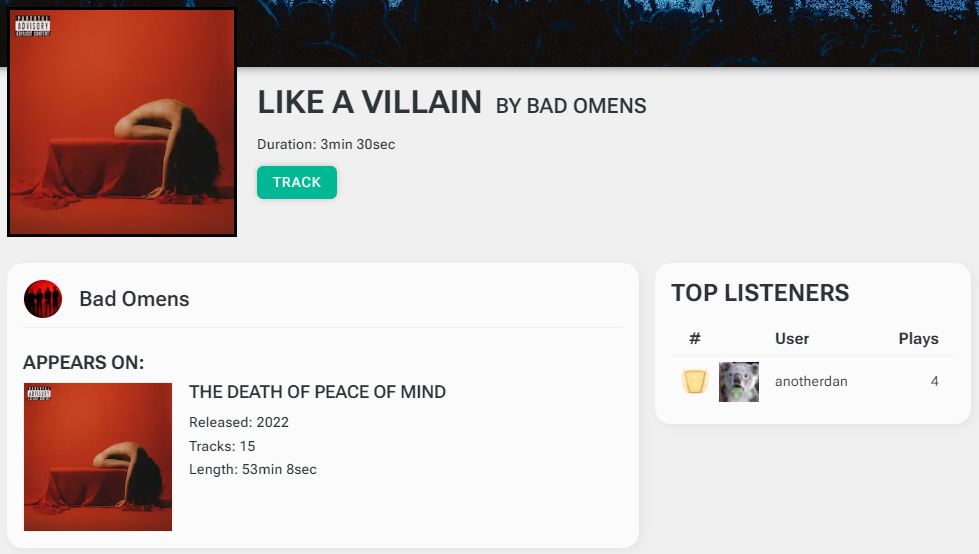 PARENTAL
ADVISORY
EXPLICIT CONTENT
LIKE A VILLAIN BY BAD OMENS
Duration: 3min 30sec
TRACK
Bad Omens
APPEARS ON:
PARENTAL
ADVISORY
EXPLICIT CONTENT
THE DEATH OF PEACE OF MIND
Released: 2022
Tracks: 15
Length: 53min 8sec
TOP LISTENERS
# User Plays
anotherdan 4